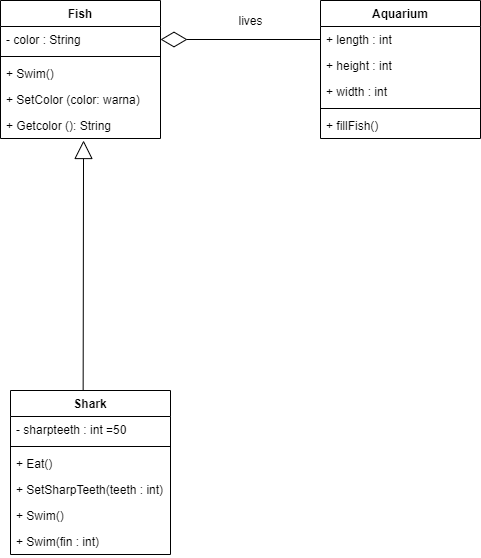 Fish
- color : String
+ Swim()
+ SetColor (color: warna)
+ Getcolor (): String
lives
Aquarium
+ length : int
+ height : int
+ width : int
+ fillFish()
Shark
- sharpteeth : int =50
+ Eat()
+ SetSharpTeeth(teeth : int)
+ Swim()
+ Swim(fin : int)